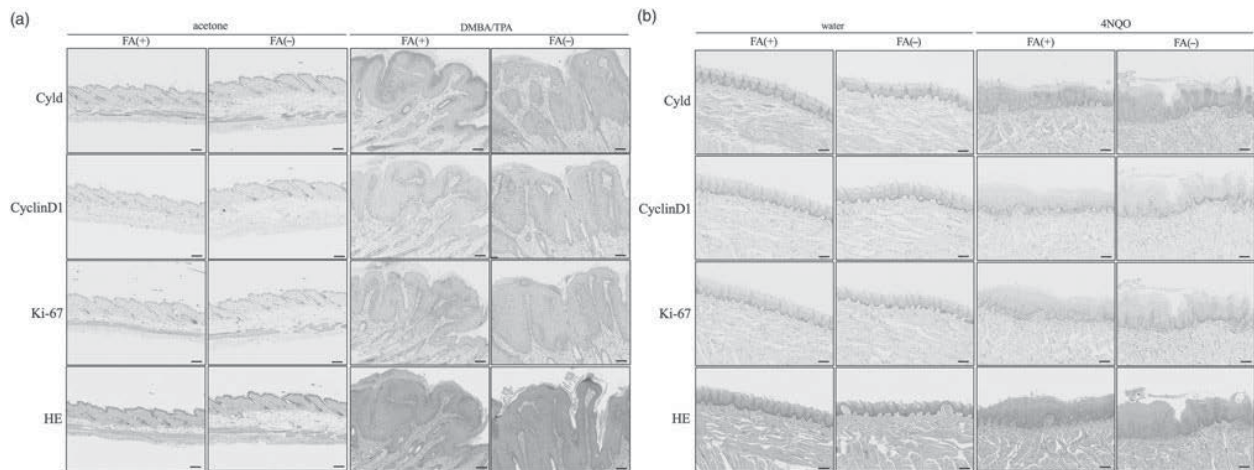 (a)
acetone DMBA/TPA
FA(+) FA(–) FA(+) FA(–)
Cyld
CyclinD1
Ki-67
HE
(b)
water 4NQO
FA(+) FA(–) FA(+) FA(–)
Cyld
CyclinD1
Ki-67
HE